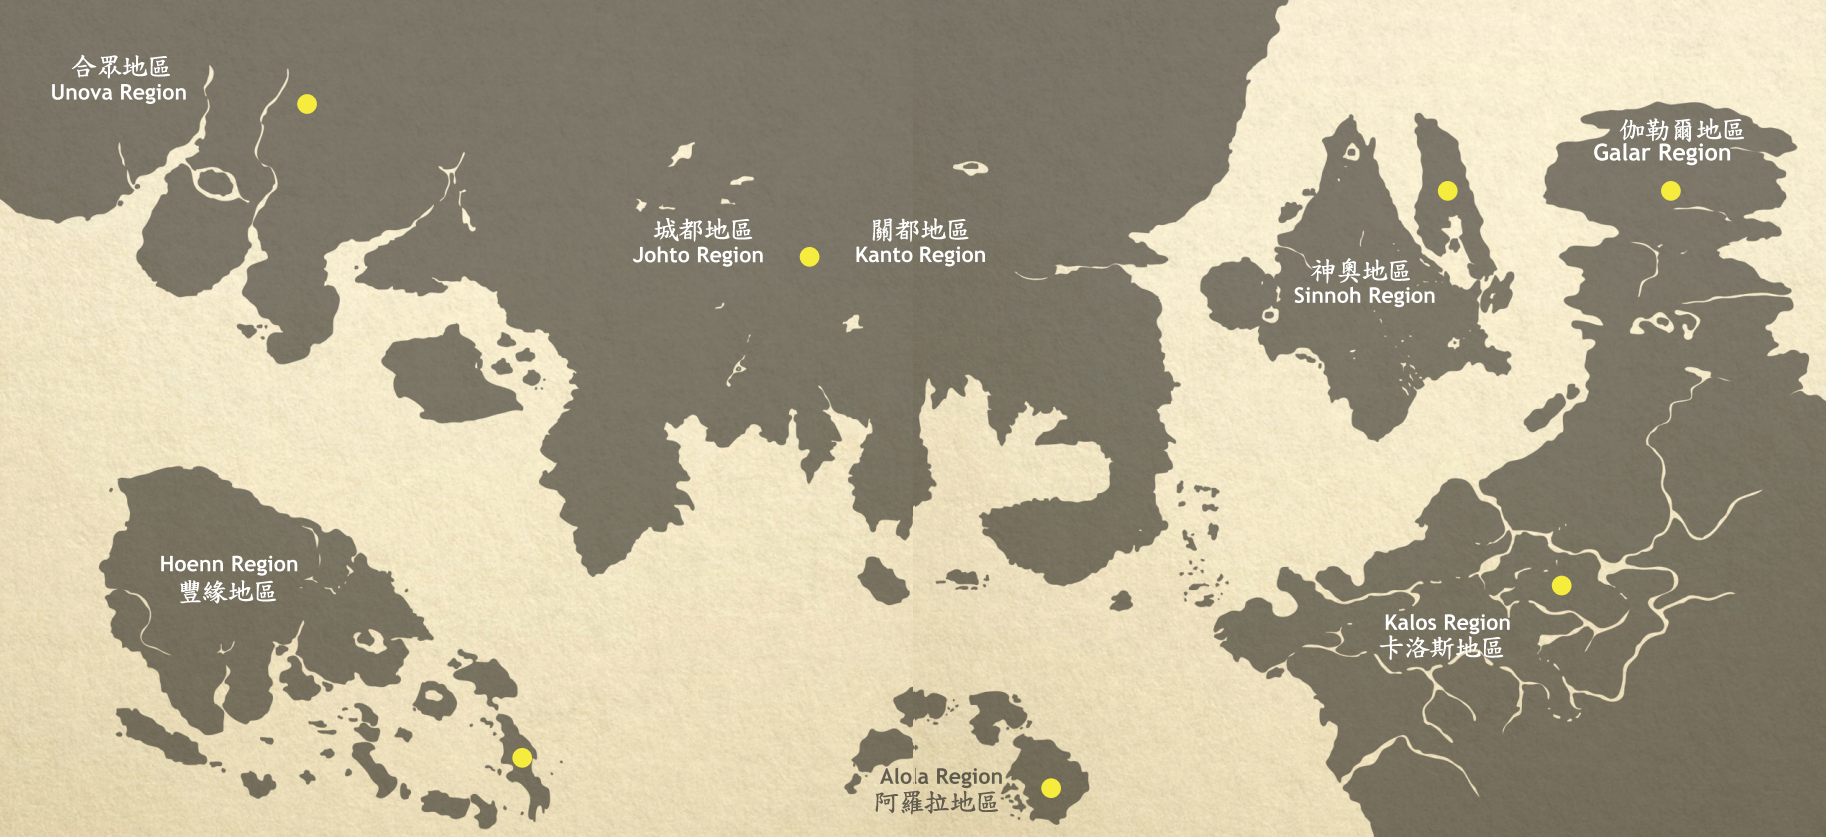 合眾地區
Unova Region
伽勒爾地區
Galar Region
城都地區
Johto Region
關都地區
Kanto Region
神奧地區
Sinnoh Region
Hoenn Region
豐緣地區
Kalos Region
卡洛斯地區
Alola Region
阿羅拉地區